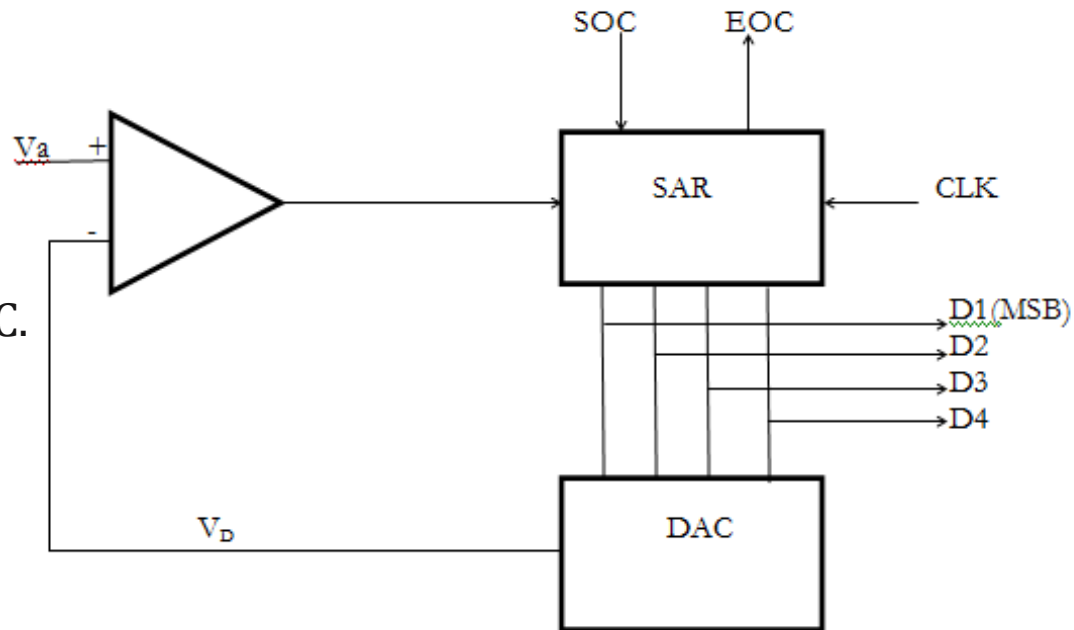 SOC EOC
Va +
SAR CLK
-
C.
D1(MSB)
D2
D3
D4
VD DAC